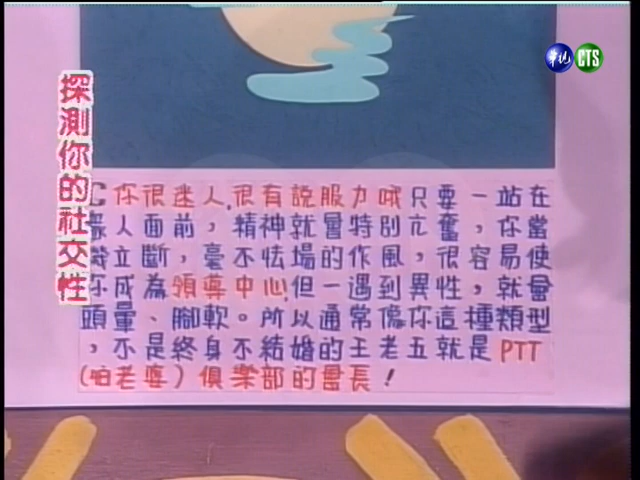 華視 CTS
探測你的社交性
C 你很迷人,很有說服力哦只要一站在
眾人面前，精神就會特別亢奮，你當
機立斷，毫不怯場的作風，很容易使
你成為領導中心,但一遇到異性，就會
頭暈、腳軟。所以通常像你這種類型
，不是終身不結婚的王老五就是PTT
(怕老婆)俱樂部的會長！